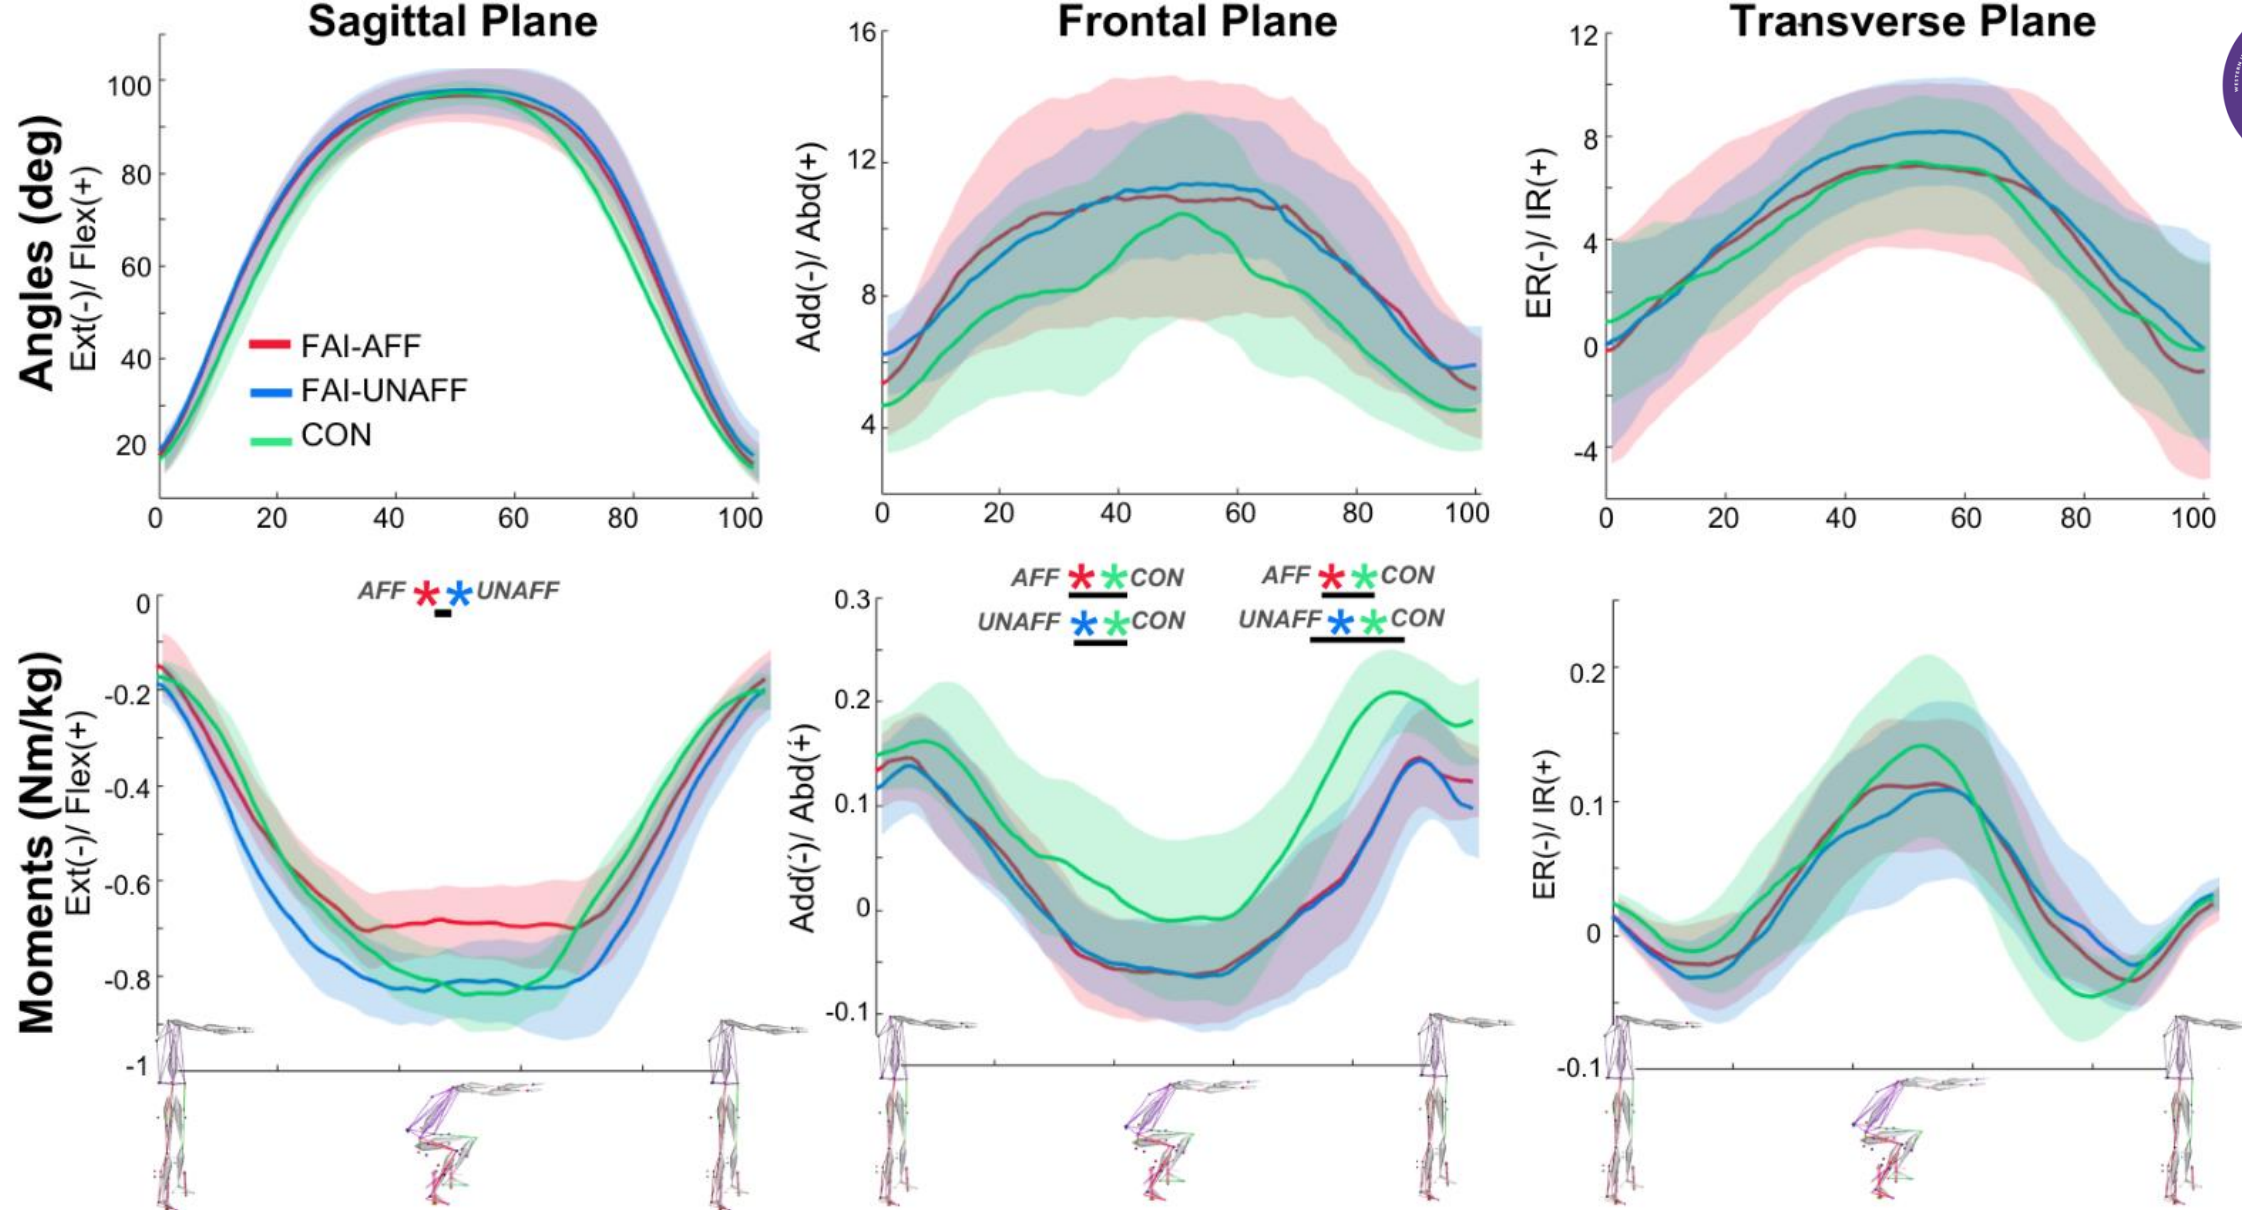 Sagittal Plane
Frontal Plane
Transverse Plane
Angles (deg)
Ext(-)/ Flex(+)
100
80
60
40
20
0 20 40 60 80 100
FAI-AFF
FAI-UNAFF
CON
Add(-)/ Abd(+)
16
12
8
4
0 20 40 60 80 100
ER(-)/ IR(+)
12
8
4
0
-4
0 20 40 60 80 100
Moments (Nm/kg)
Ext(-)/ Flex(+)
AFF ** UNAFF
0
-0.2
-0.4
-0.6
-0.8
-1
Add(-)/ Abd(+)
AFF ** CON
AFF ** CON
UNAFF ** CON
UNAFF ** CON
0.3
0.2
0.1
0
-0.1
ER(-)/ IR(+)
0.2
0.1
0
-0.1